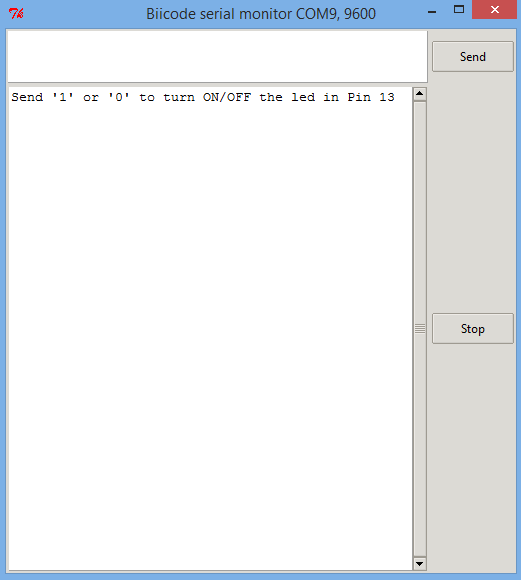 Biicode serial monitor COM9, 9600
Send
Send '1' or '0' to turn ON/OFF the led in Pin 13
Stop